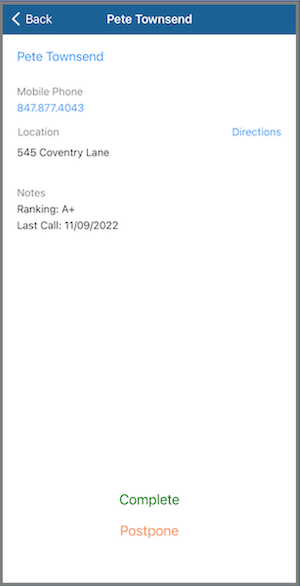 Back
Pete Townsend
Pete Townsend
Mobile Phone
847.877.4043
Location Directions
545 Coventry Lane
Notes
Ranking: A+
Last Call: 11/09/2022
Complete
Postpone